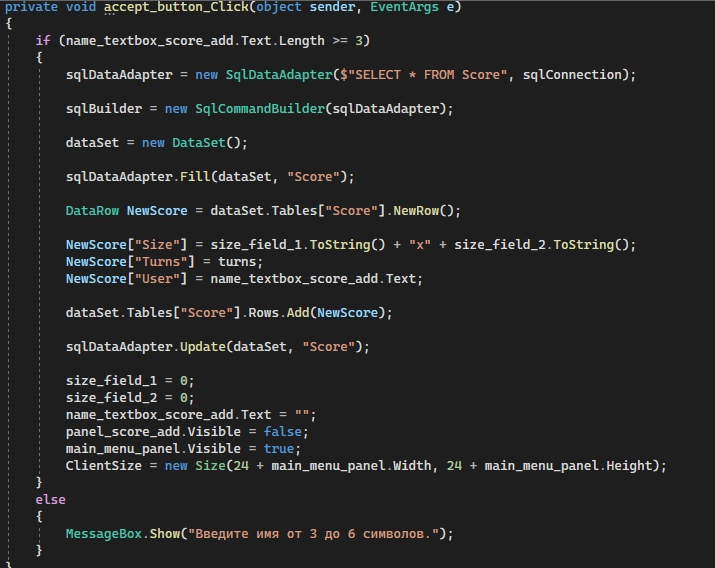 private void accept_button_Click(object sender, EventArgs e)
{
if (name_textbox_score_add.Text.Length >= 3)
{
sqlDataAdapter = new SqlDataAdapter($"SELECT * FROM Score", sqlConnection);
sqlBuilder = new SqlCommandBuilder(sqlDataAdapter);
dataSet = new DataSet();
sqlDataAdapter.Fill(dataSet, "Score");
DataRow NewScore = dataSet.Tables["Score"].NewRow();
NewScore["Size"] = size_field_1.ToString() + "x" + size_field_2.ToString();
NewScore["Turns"] = turns;
NewScore["User"] = name_textbox_score_add.Text;
dataSet.Tables["Score"].Rows.Add(NewScore);
sqlDataAdapter.Update(dataSet, "Score");
size_field_1 = 0;
size_field_2 = 0;
name_textbox_score_add.Text = "";
panel_score_add.Visible = false;
main_menu_panel.Visible = true;
ClientSize = new Size(24 + main_menu_panel.Width, 24 + main_menu_panel.Height);
}
else
{
MessageBox.Show("Введите имя от 3 до 6 символов.");
}
}